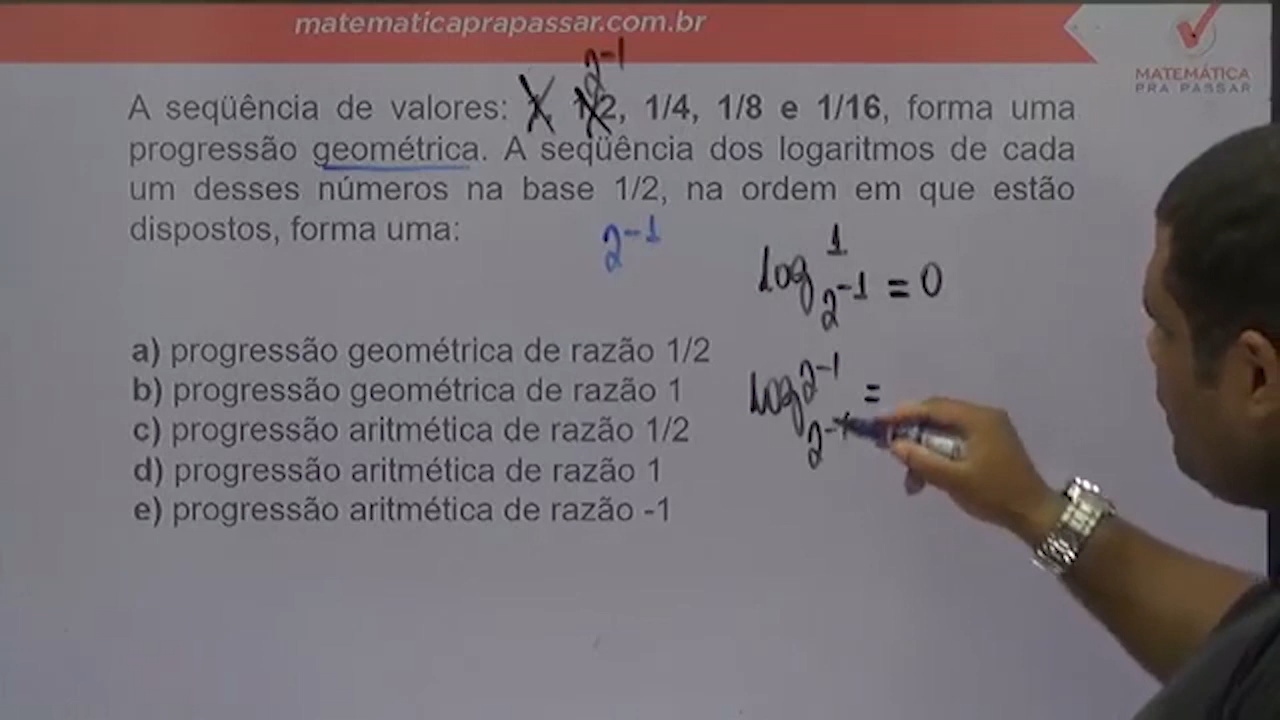 matematicaprapassar.com.br
MATEMÁTICA
PRA PASSAR
2⁻¹
A seqüência de valores: 1, 1/2, 1/4, 1/8 e 1/16, forma uma
progressão geométrica. A seqüência dos logaritmos de cada
um desses números na base 1/2, na ordem em que estão
dispostos, forma uma:
2⁻¹
log 1 2⁻¹ = 0
a) progressão geométrica de razão 1/2
b) progressão geométrica de razão 1
c) progressão aritmética de razão 1/2
d) progressão aritmética de razão 1
e) progressão aritmética de razão -1
log 2⁻¹ 2⁻¹ =